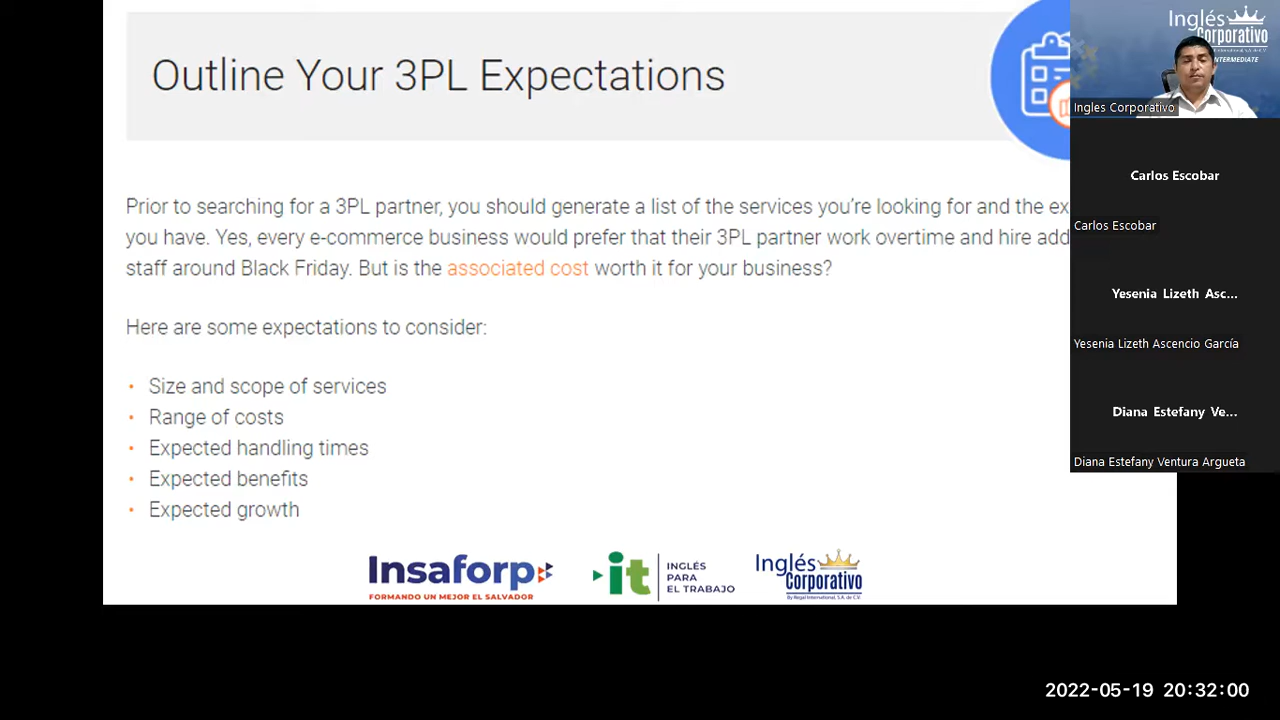 Outline Your 3PL Expectations
Prior to searching for a 3PL partner, you should generate a list of the services you're looking for and the
you have. Yes, every e-commerce business would prefer that their 3PL partner work overtime and hire
staff around Black Friday. But is the associated cost worth it for your business?
Here are some expectations to consider:
• Size and scope of services
• Range of costs
• Expected handling times
• Expected benefits
• Expected growth
Insaforp
FORMANDO UN MEJOR EL SALVADOR
it
INGLÉS
PARA
EL TRABAJO
Inglés
Corporativo
By Regal International, S.A. de C.V.
Inglés
Corporativo
INTERMEDIATE
Ingles Corporativo
Carlos Escobar
Carlos Escobar
Yesenia Lizeth Asc...
Yesenia Lizeth Ascencio García
Diana Estefany Ve...
Diana Estefany Ventura Argueta
2022-05-19 20:32:00